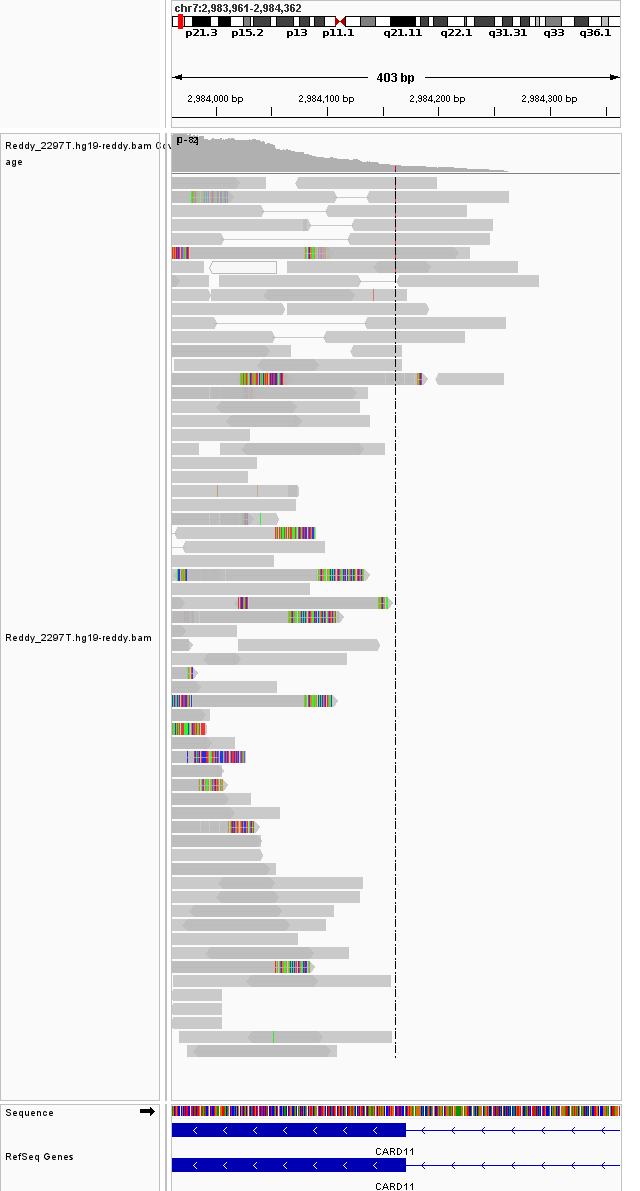 chr7:2,983,961-2,984,362
p21.3 p15.2 p13 p11.1 q21.11 q22.1 q31.31 q33 q36.1
403 bp
2,984,000 bp 2,984,100 bp 2,984,200 bp 2,984,300 bp
[0-82]
Reddy_2297T.hg19-reddy.bam Cov
age
Reddy_2297T.hg19-reddy.bam
Sequence
RefSeq Genes
CARD11
CARD11